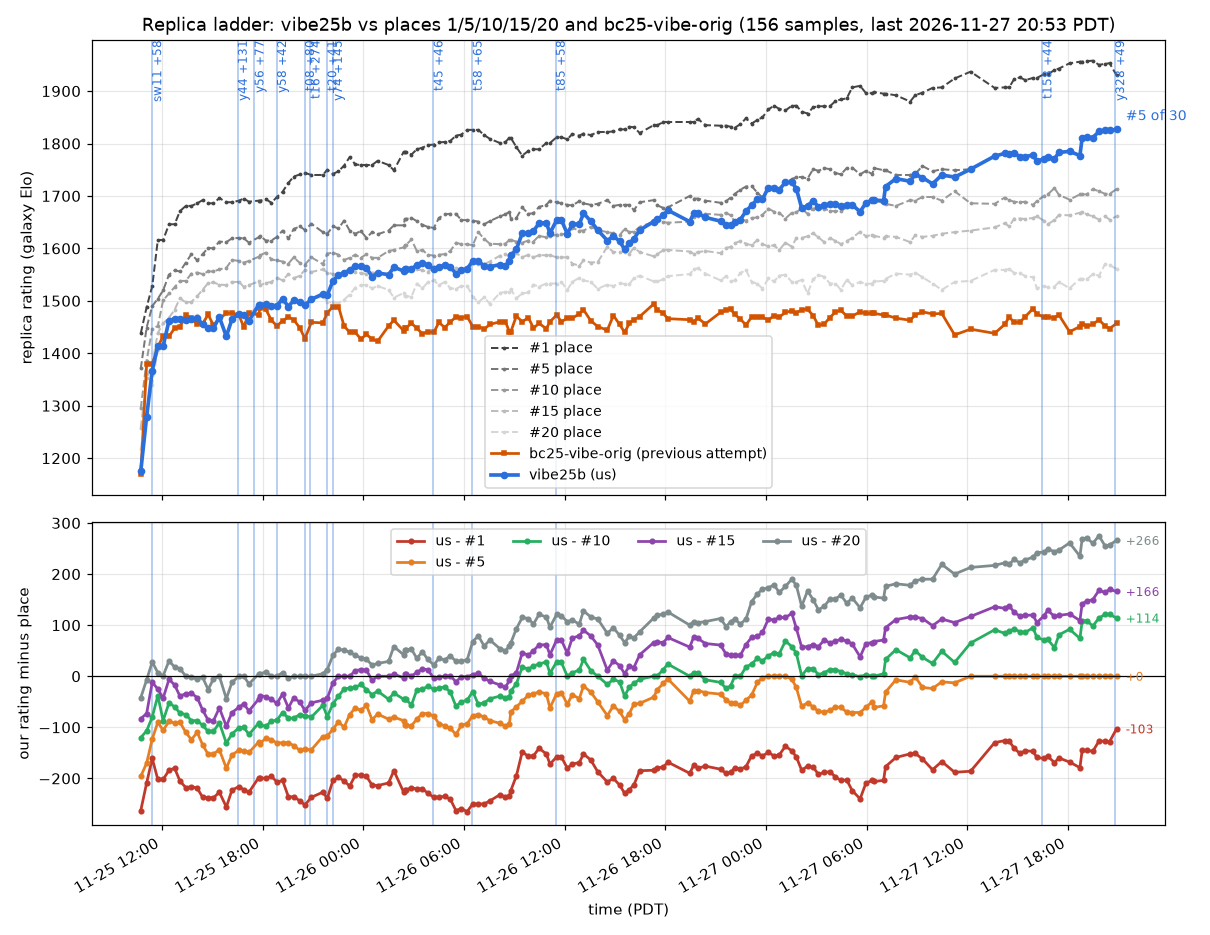 Replica ladder: vibe25b vs places 1/5/10/15/20 and bc25-vibe-orig (156 samples, last 2026-11-27 20:53 PDT)
sw11 +58
y44 +131
y56 +77
y58 +42
t45 +46
t58 +65
t85 +58
y328 +49
#5 of 30
replica rating (galaxy Elo)
1900
1800
1700
1600
1500
1400
1300
1200
#1 place
#5 place
#10 place
#15 place
#20 place
bc25-vibe-orig (previous attempt)
vibe25b (us)
our rating minus place
300
200
100
0
−100
−200
us - #1
us - #5
us - #10
us - #15
us - #20
+266
+166
+114
+0
-103
11-25 12:00
11-25 18:00
11-26 00:00
11-26 06:00
11-26 12:00
11-26 18:00
11-27 00:00
11-27 06:00
11-27 12:00
11-27 18:00
time (PDT)